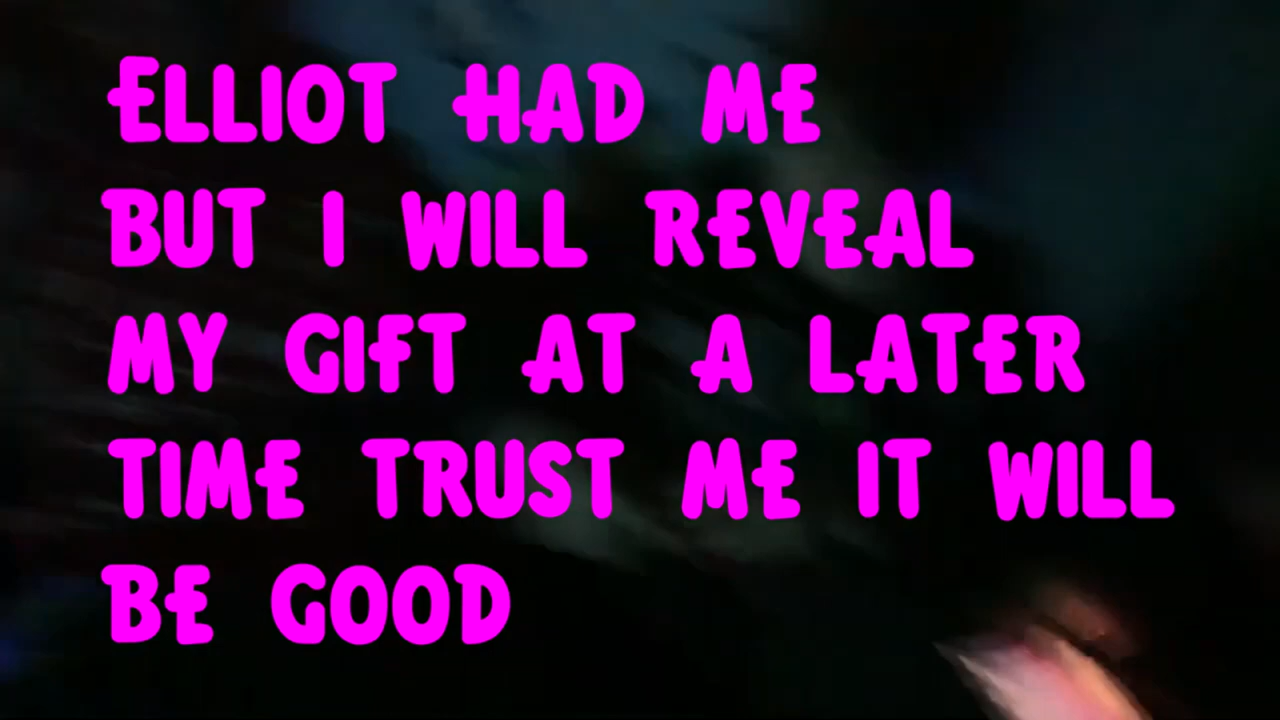 Elliot had me
but I will reveal
my gift at a later
time trust me it will
be good